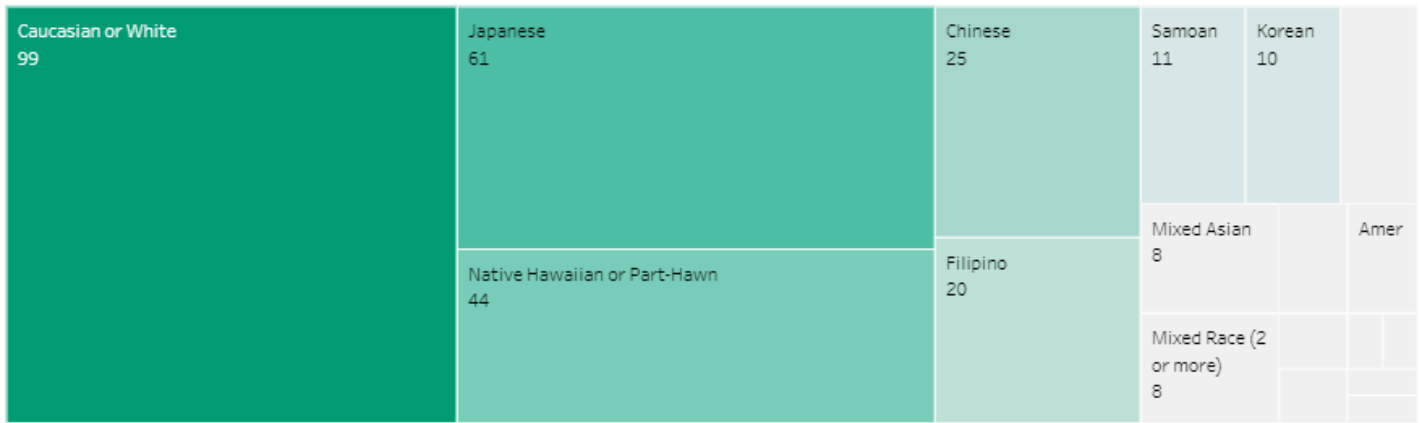 Caucasian or White
99
Japanese
61
Native Hawaiian or Part-Hawn
44
Chinese
25
Filipino
20
Samoan
11
Korean
10
Mixed Asian
8
Amer
Mixed Race (2
or more)
8